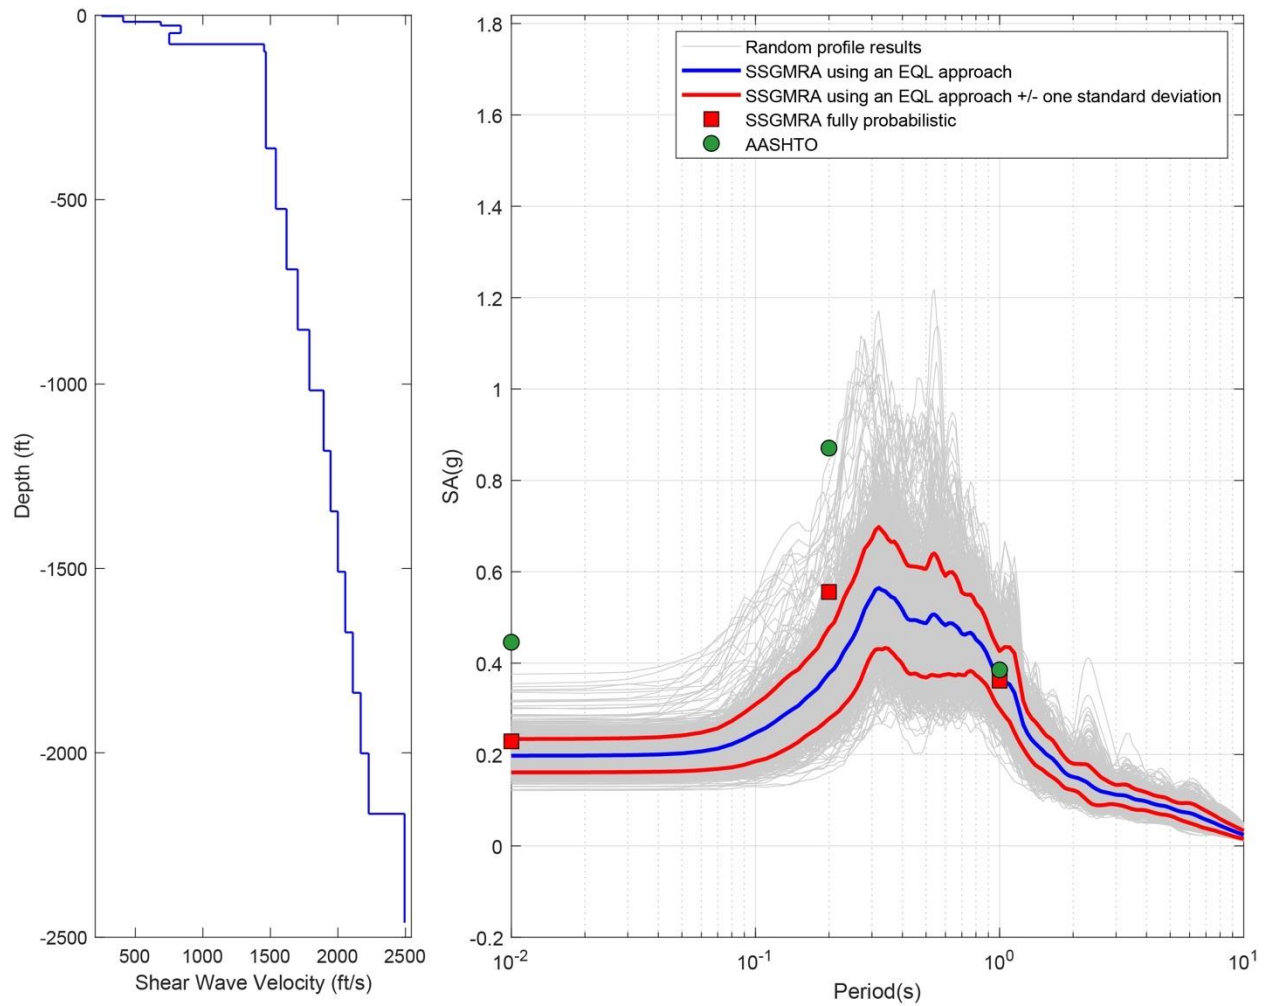 0
-500
-1000
-1500
-2000
-2500
Depth (ft)
500 1000 1500 2000 2500
Shear Wave Velocity (ft/s)
1.8
1.6
1.4
1.2
1
0.8
0.6
0.4
0.2
0
-0.2
SA(g)
Random profile results
SSGMRA using an EQL approach
SSGMRA using an EQL approach +/- one standard deviation
SSGMRA fully probabilistic
AASHTO
10⁻² 10⁻¹ 10⁰ 10¹
Period(s)